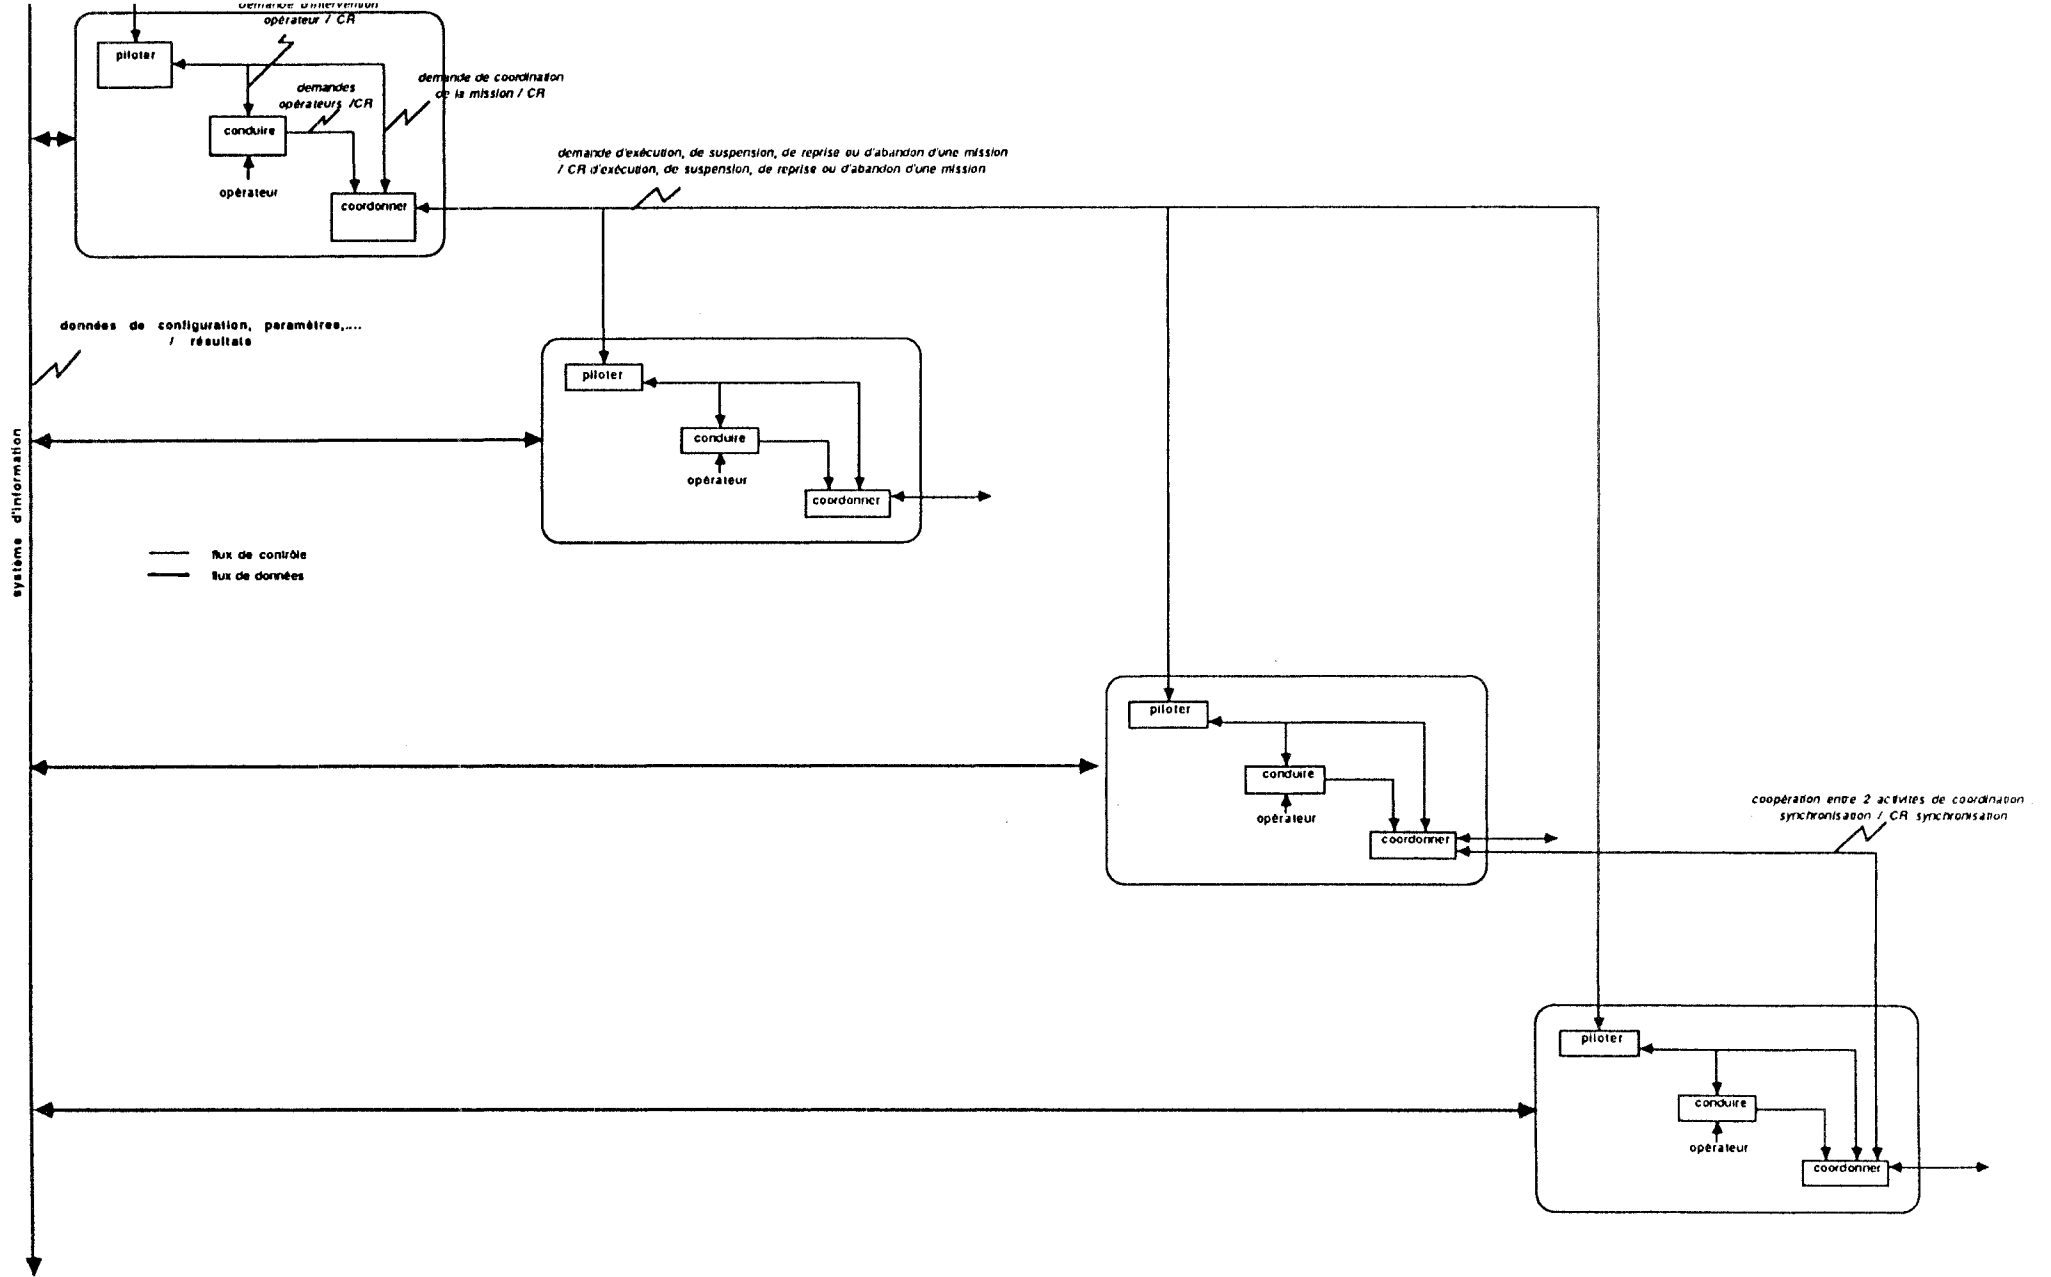 opérateur / CR
piloter
demande de coordination
de la mission / CR
demandes
opérateurs /CR
conduire
opérateur
coordonner
demande d'exécution, de suspension, de reprise ou d'abandon d'une mission
/ CR d'exécution, de suspension, de reprise ou d'abandon d'une mission
données de configuration, paramètres,....
/ résultats
système d'information
piloter
conduire
opérateur
coordonner
flux de contrôle
flux de données
piloter
conduire
opérateur
coordonner
coopération entre 2 activités de coordination
synchronisation / CR synchronisation
piloter
conduire
opérateur
coordonner